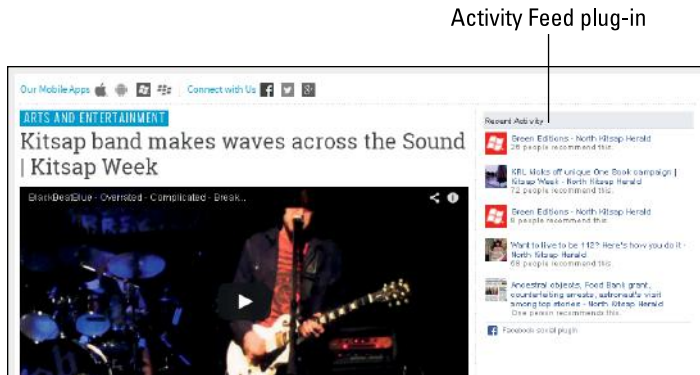 Activity Feed plug-in
Our Mobile Apps
Connect with Us
ARTS AND ENTERTAINMENT
Kitsap band makes waves across the Sound
| Kitsap Week
BlackBeatBlue - Overrated - Complicated - Break...
Recent Activity
Green Editions - North Kitsap Herald
26 people recommend this.
KRL kicks off unique One Book campaign |
Kitsap Week - North Kitsap Herald
72 people recommend this.
Green Editions - North Kitsap Herald
people recommend this.
Want to live to be 112? Here's how you do it -
North Kitsap Herald
68 people recommend this.
Ancestral objects, Food Bank grant,
counterfeiting arrests, astronaut's visit
among top stories - North Kitsap Herald
One person recommends this.
Facebook social plugin